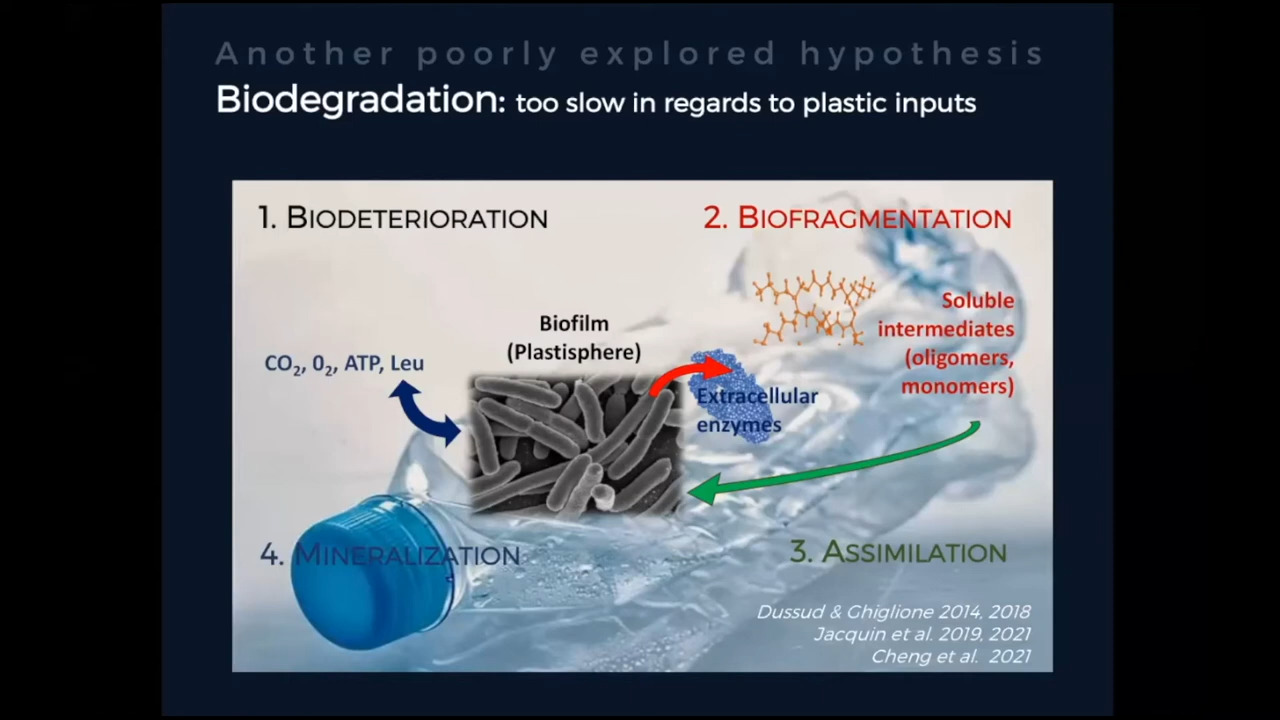 Another poorly explored hypothesis
Biodegradation: too slow in regards to plastic inputs
1. BIODETERIORATION
2. BIOFRAGMENTATION
Soluble
intermediates
(oligomers,
monomers)
Biofilm
(Plastisphere)
CO₂, 0₂, ATP, Leu
Extracellular
enzymes
4. MINERALIZATION
3. ASSIMILATION
Dussud & Ghiglione 2014, 2018
Jacquin et al. 2019, 2021
Cheng et al. 2021